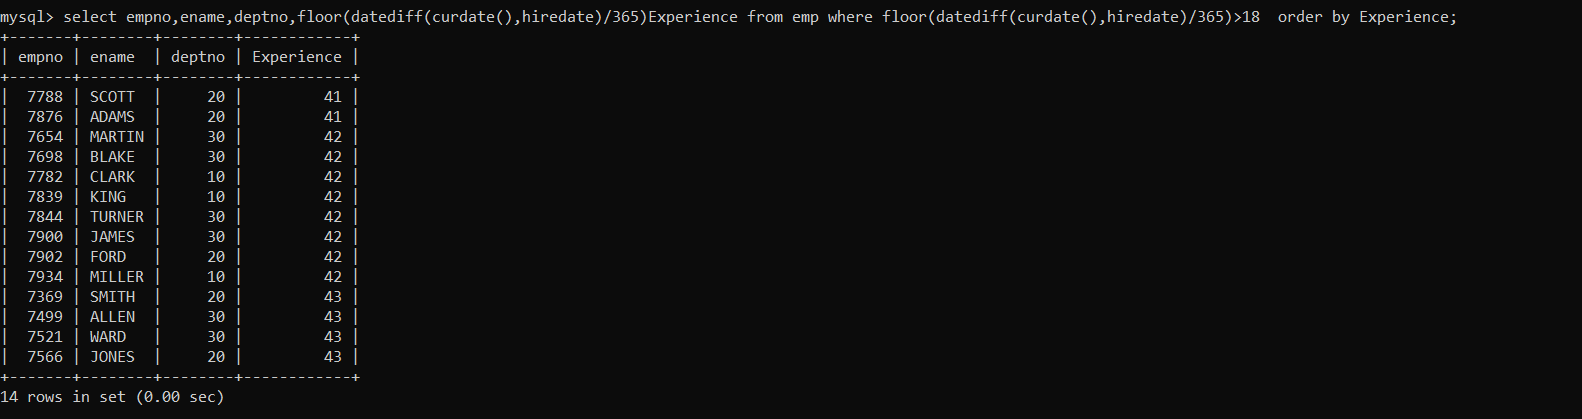 mysql> select empno,ename,deptno,floor(datediff(curdate(),hiredate)/365)Experience from emp where floor(datediff(curdate(),hiredate)/365)>18  order by Experience;
+-------+--------+--------+------------+
| empno | ename  | deptno | Experience |
+-------+--------+--------+------------+
|  7788 | SCOTT  |     20 |         41 |
|  7876 | ADAMS  |     20 |         41 |
|  7654 | MARTIN |     30 |         42 |
|  7698 | BLAKE  |     30 |         42 |
|  7782 | CLARK  |     10 |         42 |
|  7839 | KING   |     10 |         42 |
|  7844 | TURNER |     30 |         42 |
|  7900 | JAMES  |     30 |         42 |
|  7902 | FORD   |     20 |         42 |
|  7934 | MILLER |     10 |         42 |
|  7369 | SMITH  |     20 |         43 |
|  7499 | ALLEN  |     30 |         43 |
|  7521 | WARD   |     30 |         43 |
|  7566 | JONES  |     20 |         43 |
+-------+--------+--------+------------+
14 rows in set (0.00 sec)